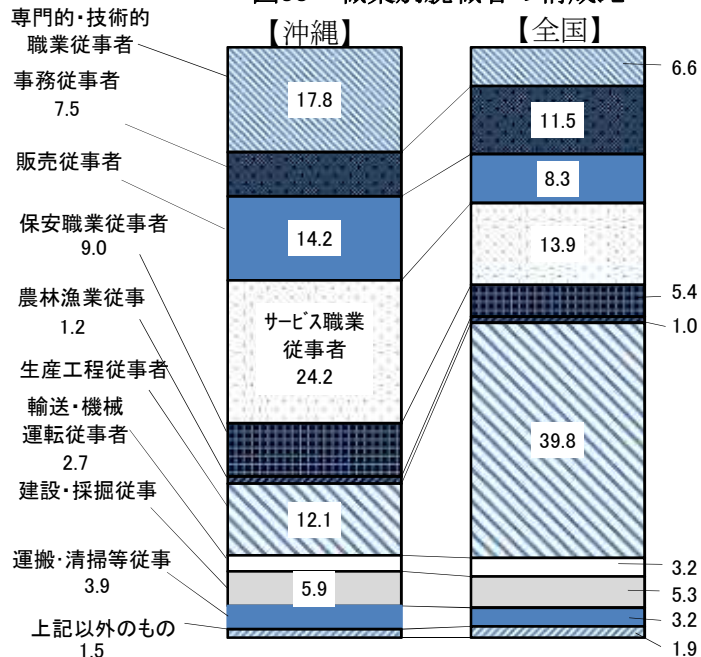 専門的・技術的
職業従事者
【沖縄】
【全国】
17.8
6.6
事務従事者
7.5
11.5
販売従事者
14.2
8.3
保安職業従事者
9.0
サービス職業
従事者
24.2
13.9
農林漁業従事
1.2
5.4
1.0
生産工程従事者
12.1
39.8
輸送・機械
運転従事者
2.7
3.2
建設・採掘従事
5.9
5.3
運搬・清掃等従事
3.9
3.2
上記以外のもの
1.5
1.9